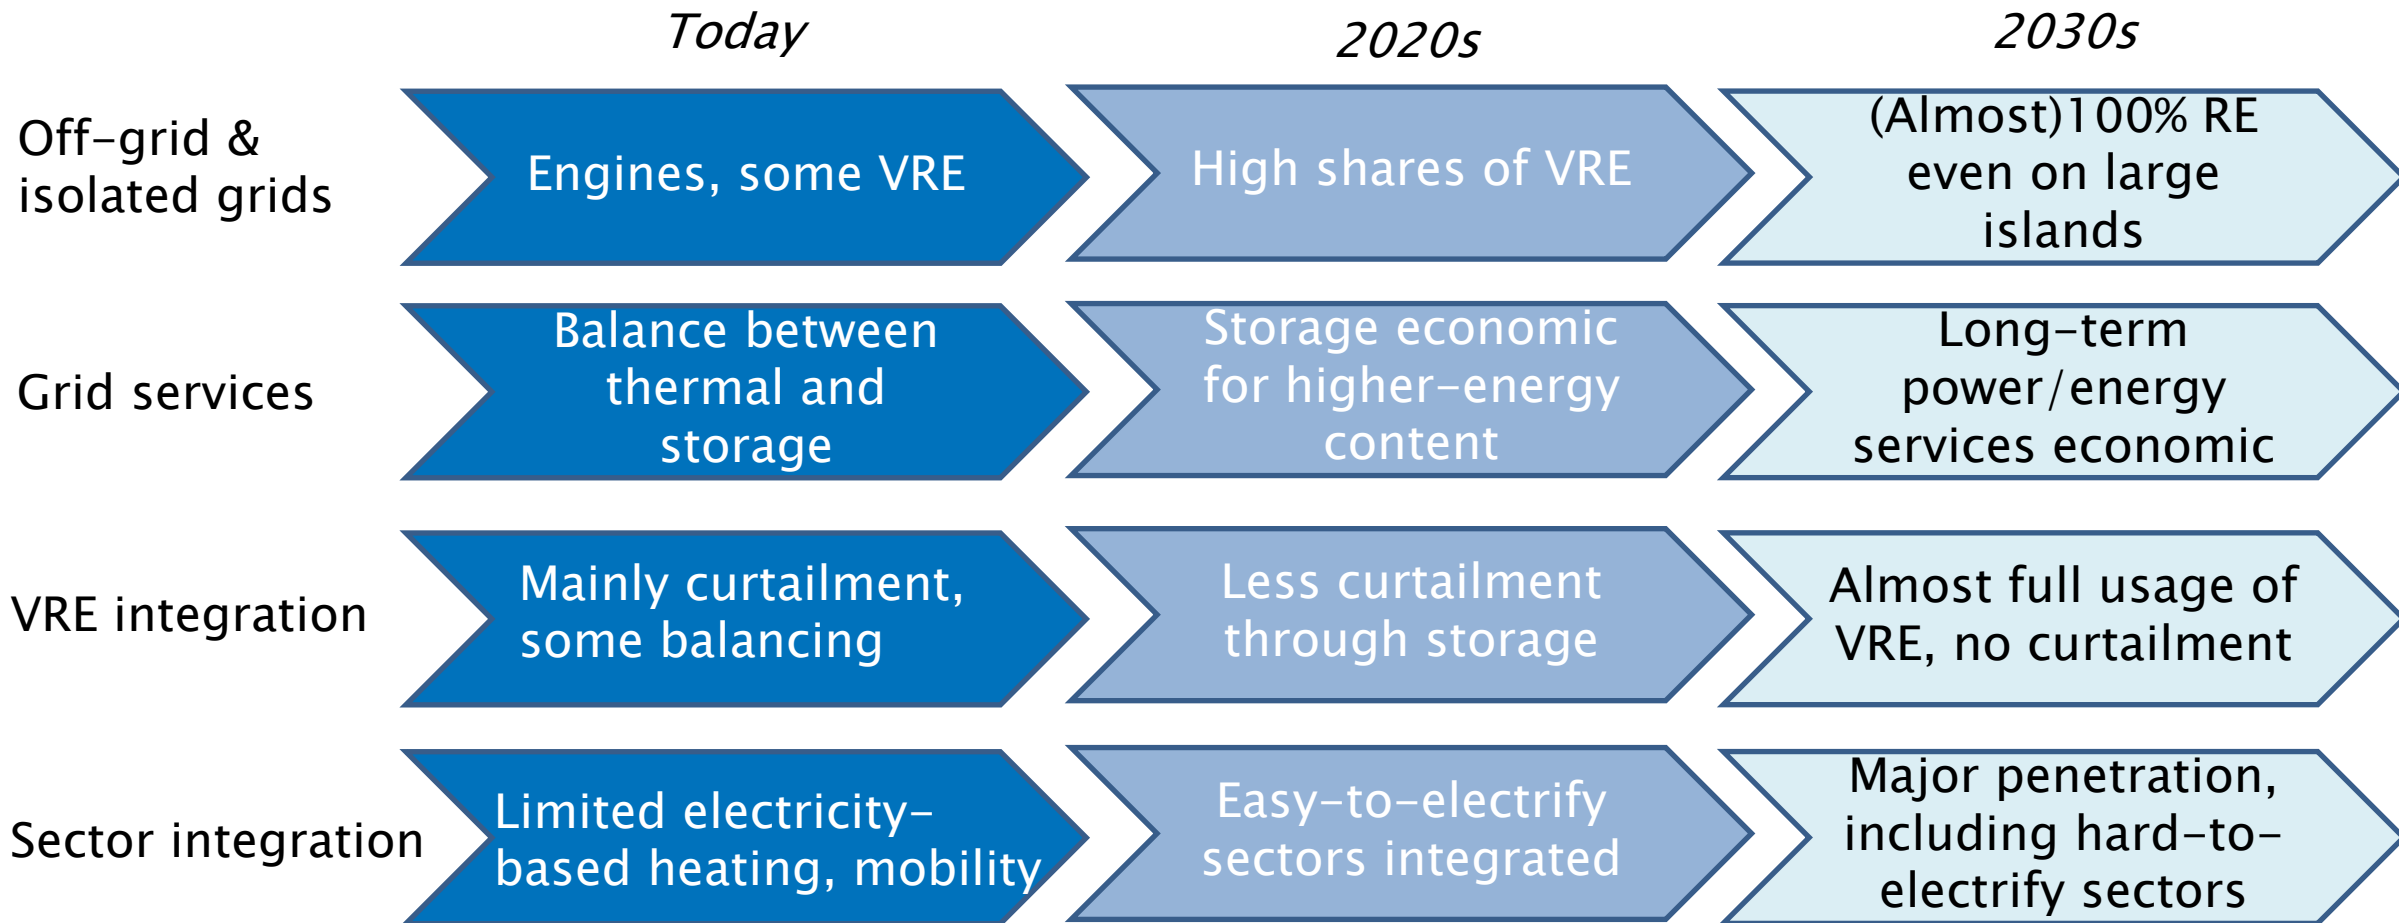 Today
2020s
2030s
Off-grid &
isolated grids
Engines, some VRE
High shares of VRE
(Almost)100% RE
even on large
islands
Grid services
Balance between
thermal and
storage
Storage economic
for higher-energy
content
Long-term
power/energy
services economic
VRE integration
Mainly curtailment,
some balancing
Less curtailment
through storage
Almost full usage of
VRE, no curtailment
Sector integration
Limited electricity-
based heating, mobility
Easy-to-electrify
sectors integrated
Major penetration,
including hard-to-
electrify sectors